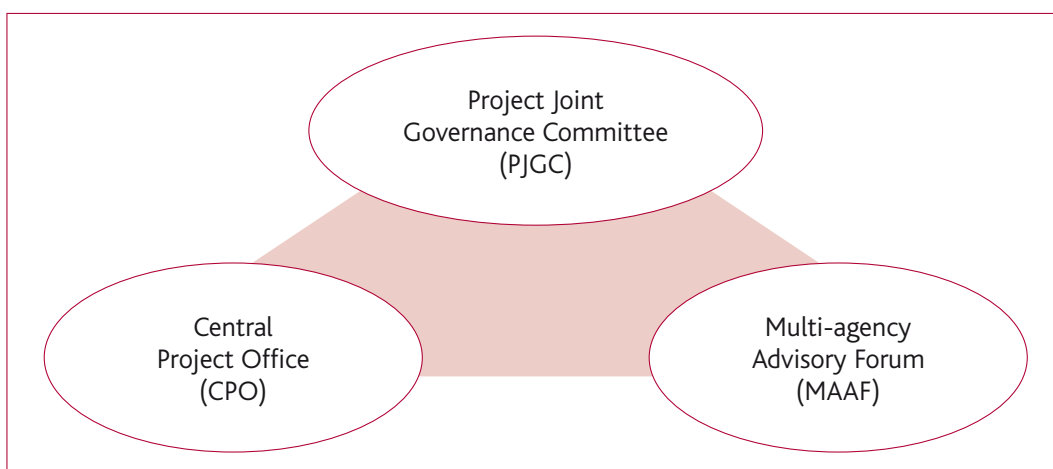 Project Joint
Governance Committee
(PJGC)
Central
Project Office
(CPO)
Multi-agency
Advisory Forum
(MAAF)